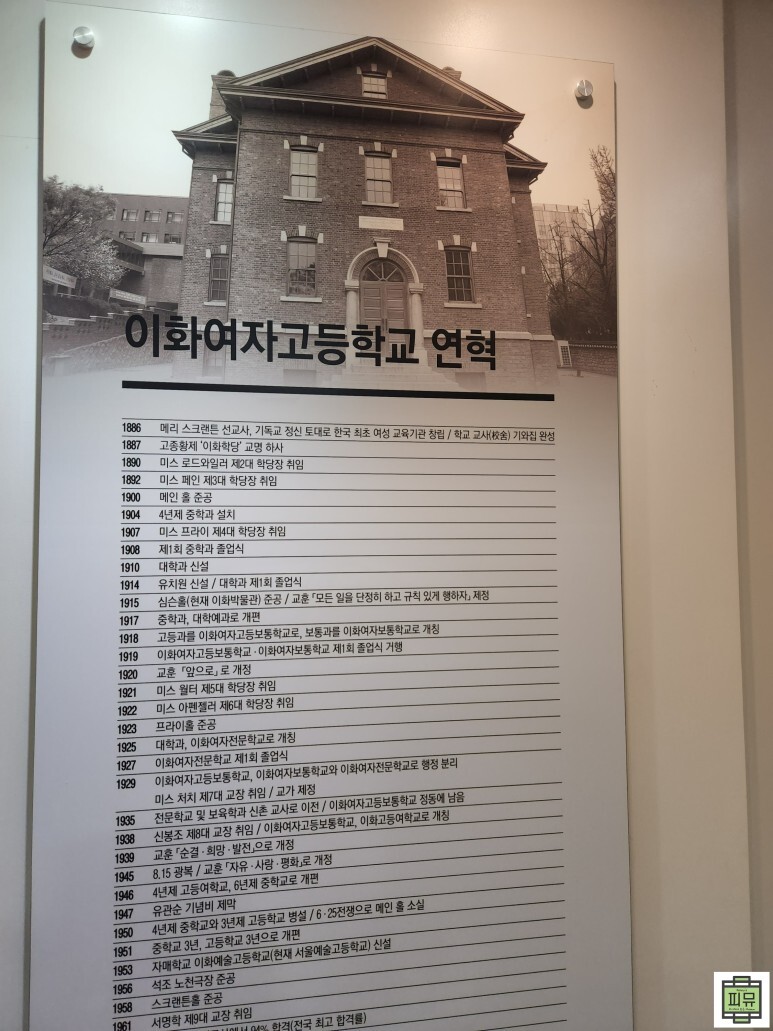 이화여자고등학교 연혁
1886 메리 스크랜튼 선교사, 기독교 정신 토대로 한국 최초 여성 교육기관 창립 / 학교 교사(校舍) 기와집 완성
1887 고종황제 '이화학당' 교명 하사
1890 미스 로드와일러 제2대 학당장 취임
1892 미스 페인 제3대 학당장 취임
1900 메인 홀 준공
1904 4년제 중학과 설치
1907 미스 프라이 제4대 학당장 취임
1908 제1회 중학과 졸업식
1910 대학과 신설
1914 유치원 신설 / 대학과 제1회 졸업식
1915 심슨홀(현재 이화박물관) 준공 / 교훈 「모든 일을 단정히 하고 규칙 있게 행하자」 제정
1917 중학과, 대학예과로 개편
1918 고등과를 이화여자고등보통학교로, 보통과를 이화여자보통학교로 개칭
1919 이화여자고등보통학교·이화여자보통학교 제1회 졸업식 거행
1920 교훈 「앞으로」로 개정
1921 미스 월터 제5대 학당장 취임
1922 미스 아펜젤러 제6대 학당장 취임
1923 프라이홀 준공
1925 대학과, 이화여자전문학교로 개칭
1927 이화여자전문학교 제1회 졸업식
1929 이화여자고등보통학교, 이화여자보통학교와 이화여자전문학교로 행정 분리
미스 처치 제7대 교장 취임 / 교가 제정
1935 전문학교 및 보육학과 신촌 교사로 이전 / 이화여자고등보통학교 정동에 남음
1938 신봉조 제8대 교장 취임 / 이화여자고등보통학교, 이화고등여학교로 개칭
1939 교훈 「순결·희망·발전」으로 개정
1945 8.15 광복 / 교훈 「자유·사랑·평화」로 개정
1946 4년제 고등여학교, 6년제 중학교로 개편
1947 유관순 기념비 제막
1950 4년제 중학교와 3년제 고등학교 병설 / 6·25전쟁으로 메인 홀 소실
1951 중학교 3년, 고등학교 3년으로 개편
1953 자매학교 이화예술고등학교(현재 서울예술고등학교) 신설
1956 석조 노천극장 준공
1958 스크랜튼홀 준공
1961 서명학 제9대 교장 취임
94% 합격(전국 최고 합격률)
피뮤